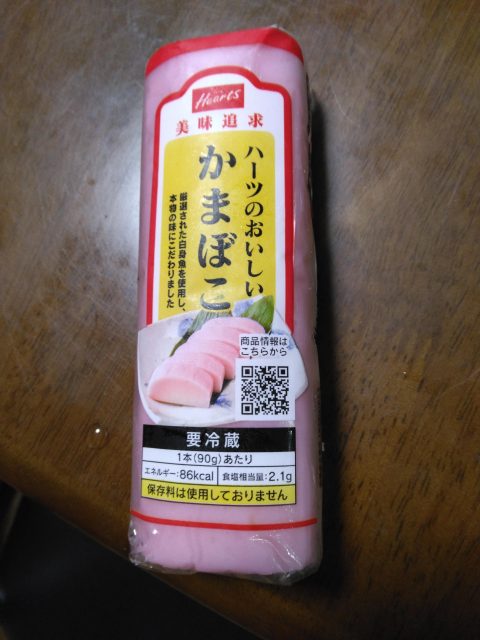 Hearts
美味追求
ハーツのおいしい
かまぼこ
厳選された白身魚を使用し、
本物の味にこだわりました
商品情報は
こちらから
要冷蔵
1本(90g)あたり
エネルギー:86kcal 食塩相当量:2.1g
保存料は使用しておりません